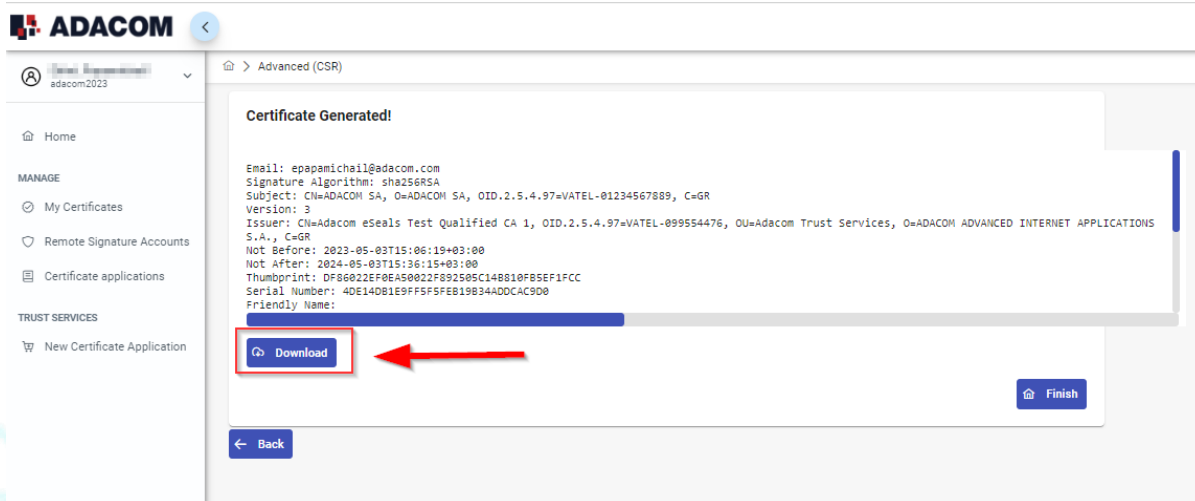 ADACOM
adacom2023
Advanced (CSR)
Home
MANAGE
My Certificates
Remote Signature Accounts
Certificate applications
TRUST SERVICES
New Certificate Application
Certificate Generated!
Email: epapamichail@adacom.com
Signature Algorithm: sha256RSA
Subject: CN=ADACOM SA, O=ADACOM SA, OID.2.5.4.97=VATEL-01234567889, C=GR
Version: 3
Issuer: CN=Adacom eSeals Test Qualified CA 1, OID.2.5.4.97=VATEL-099554476, OU=Adacom Trust Services, O=ADACOM ADVANCED INTERNET APPLICATIONS
S.A., C=GR
Not Before: 2023-05-03T15:06:19+03:00
Not After: 2024-05-03T15:36:15+03:00
Thumbprint: DF86022EF0EA50022F892505C14B810FB5EF1FCC
Serial Number: 4DE14DB1E9FF5F5FEB19B34ADDCAC9D0
Friendly Name:
Download
Finish
Back